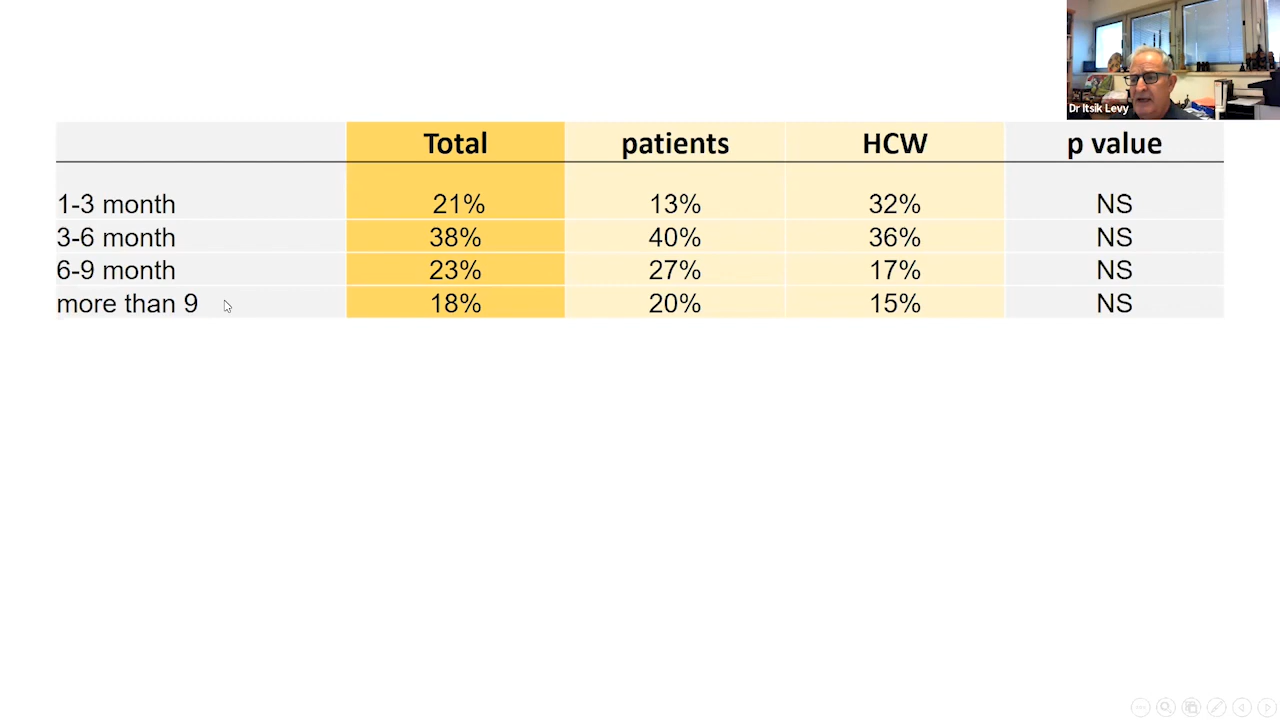 Dr Itsik Levy
Total patients HCW p value
1-3 month 21% 13% 32% NS
3-6 month 38% 40% 36% NS
6-9 month 23% 27% 17% NS
more than 9 18% 20% 15% NS